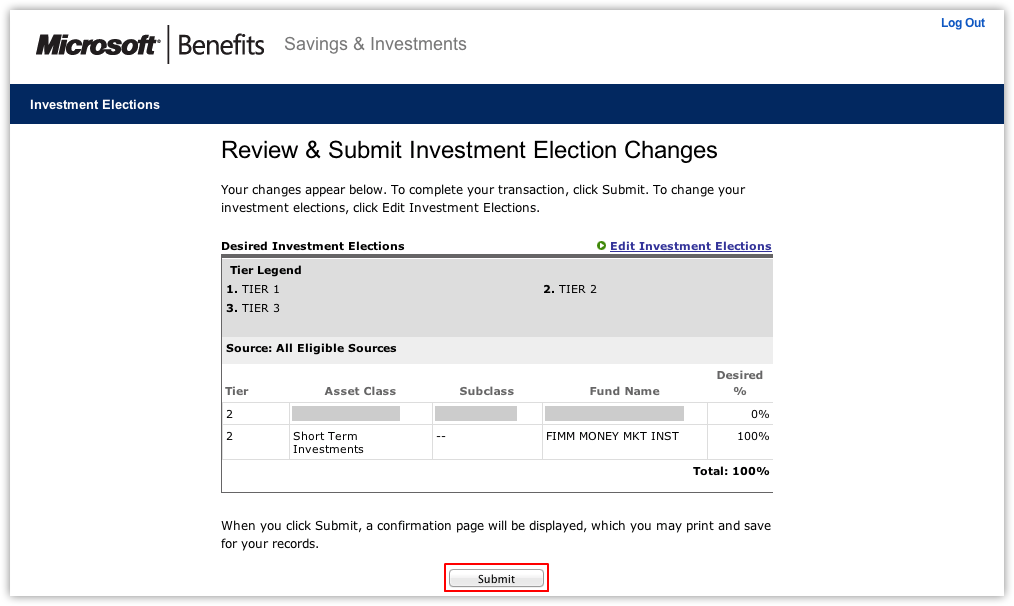 Log Out
Microsoft® | Benefits Savings & Investments
Investment Elections
Review & Submit Investment Election Changes
Your changes appear below. To complete your transaction, click Submit. To change your
investment elections, click Edit Investment Elections.
Desired Investment Elections Edit Investment Elections
Tier Legend
1. TIER 1 2. TIER 2
3. TIER 3
Source: All Eligible Sources
Tier Asset Class Subclass Fund Name Desired %
2 0%
2 Short Term Investments -- FIMM MONEY MKT INST 100%
Total: 100%
When you click Submit, a confirmation page will be displayed, which you may print and save
for your records.
Submit